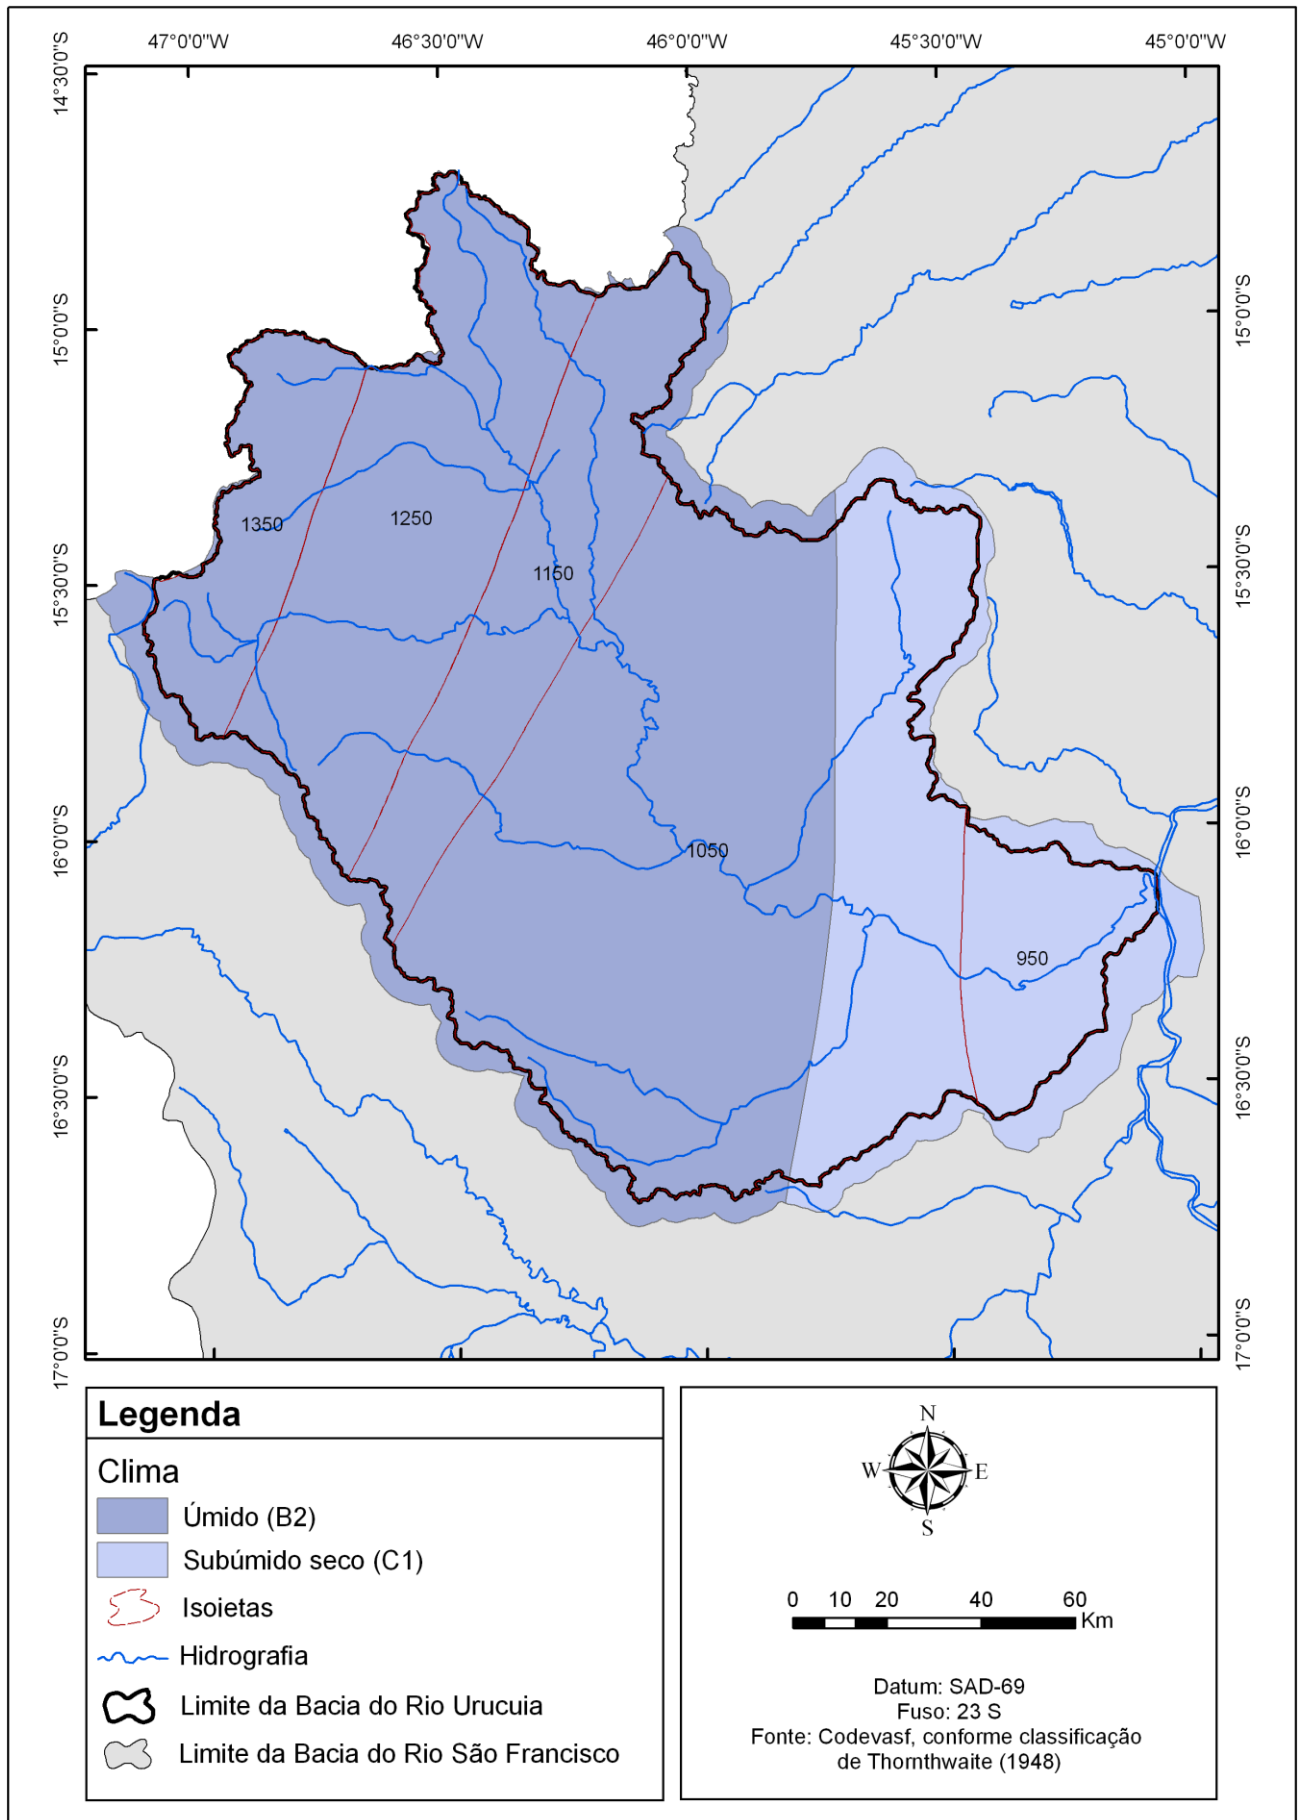 47°0'0"W 46°30'0"W 46°0'0"W 45°30'0"W 45°0'0"W
14°30'0"S
15°0'0"S
15°0'0"S
1350
1250
1150
15°30'0"S
15°30'0"S
16°0'0"S
16°0'0"S
1050
950
16°30'0"S
16°30'0"S
17°0'0"S
17°0'0"S
Legenda
Clima
Úmido (B2)
Subúmido seco (C1)
Isoietas
Hidrografia
Limite da Bacia do Rio Urucuia
Limite da Bacia do Rio São Francisco
N
W E
S
0 10 20 40 60
Km
Datum: SAD-69
Fuso: 23 S
Fonte: Codevasf, conforme classificação
de Thornthwaite (1948)